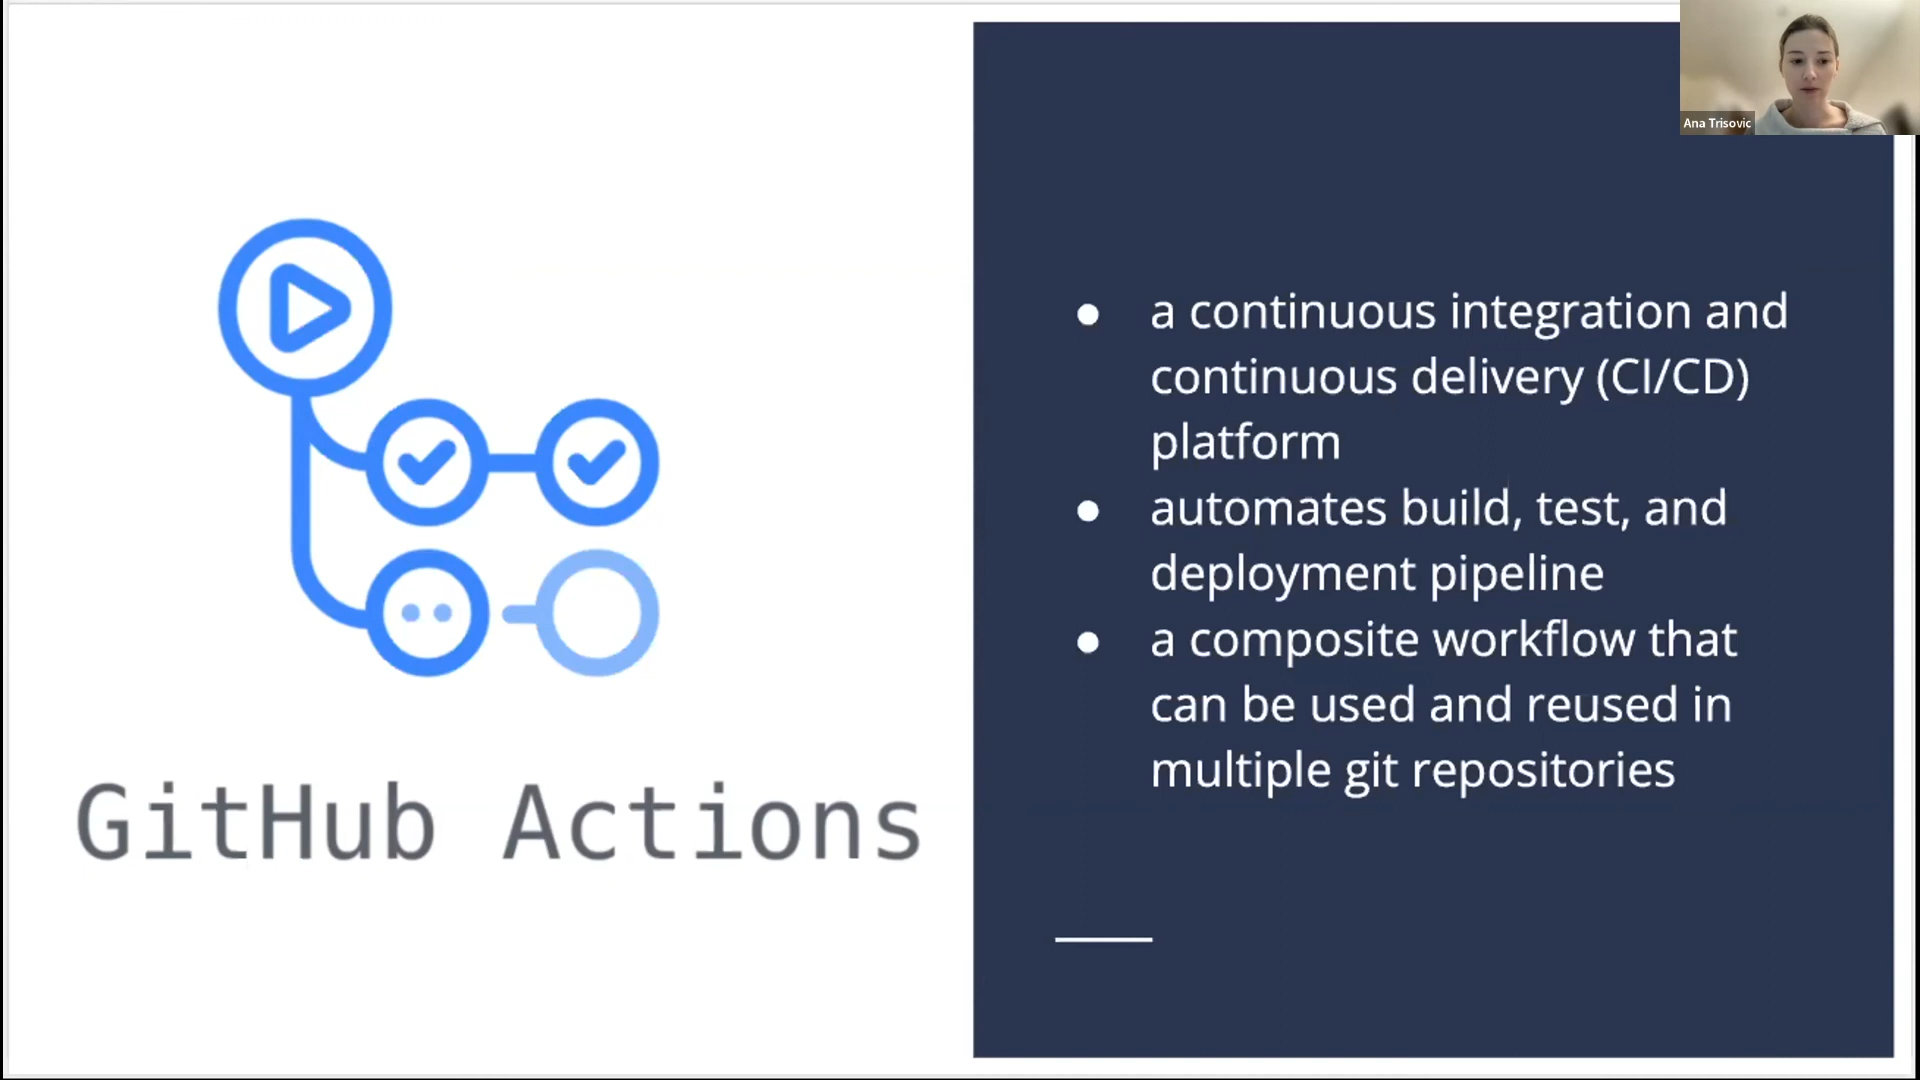 Ana Trisovic
GitHub Actions
● a continuous integration and
continuous delivery (CI/CD)
platform
● automates build, test, and
deployment pipeline
● a composite workflow that
can be used and reused in
multiple git repositories